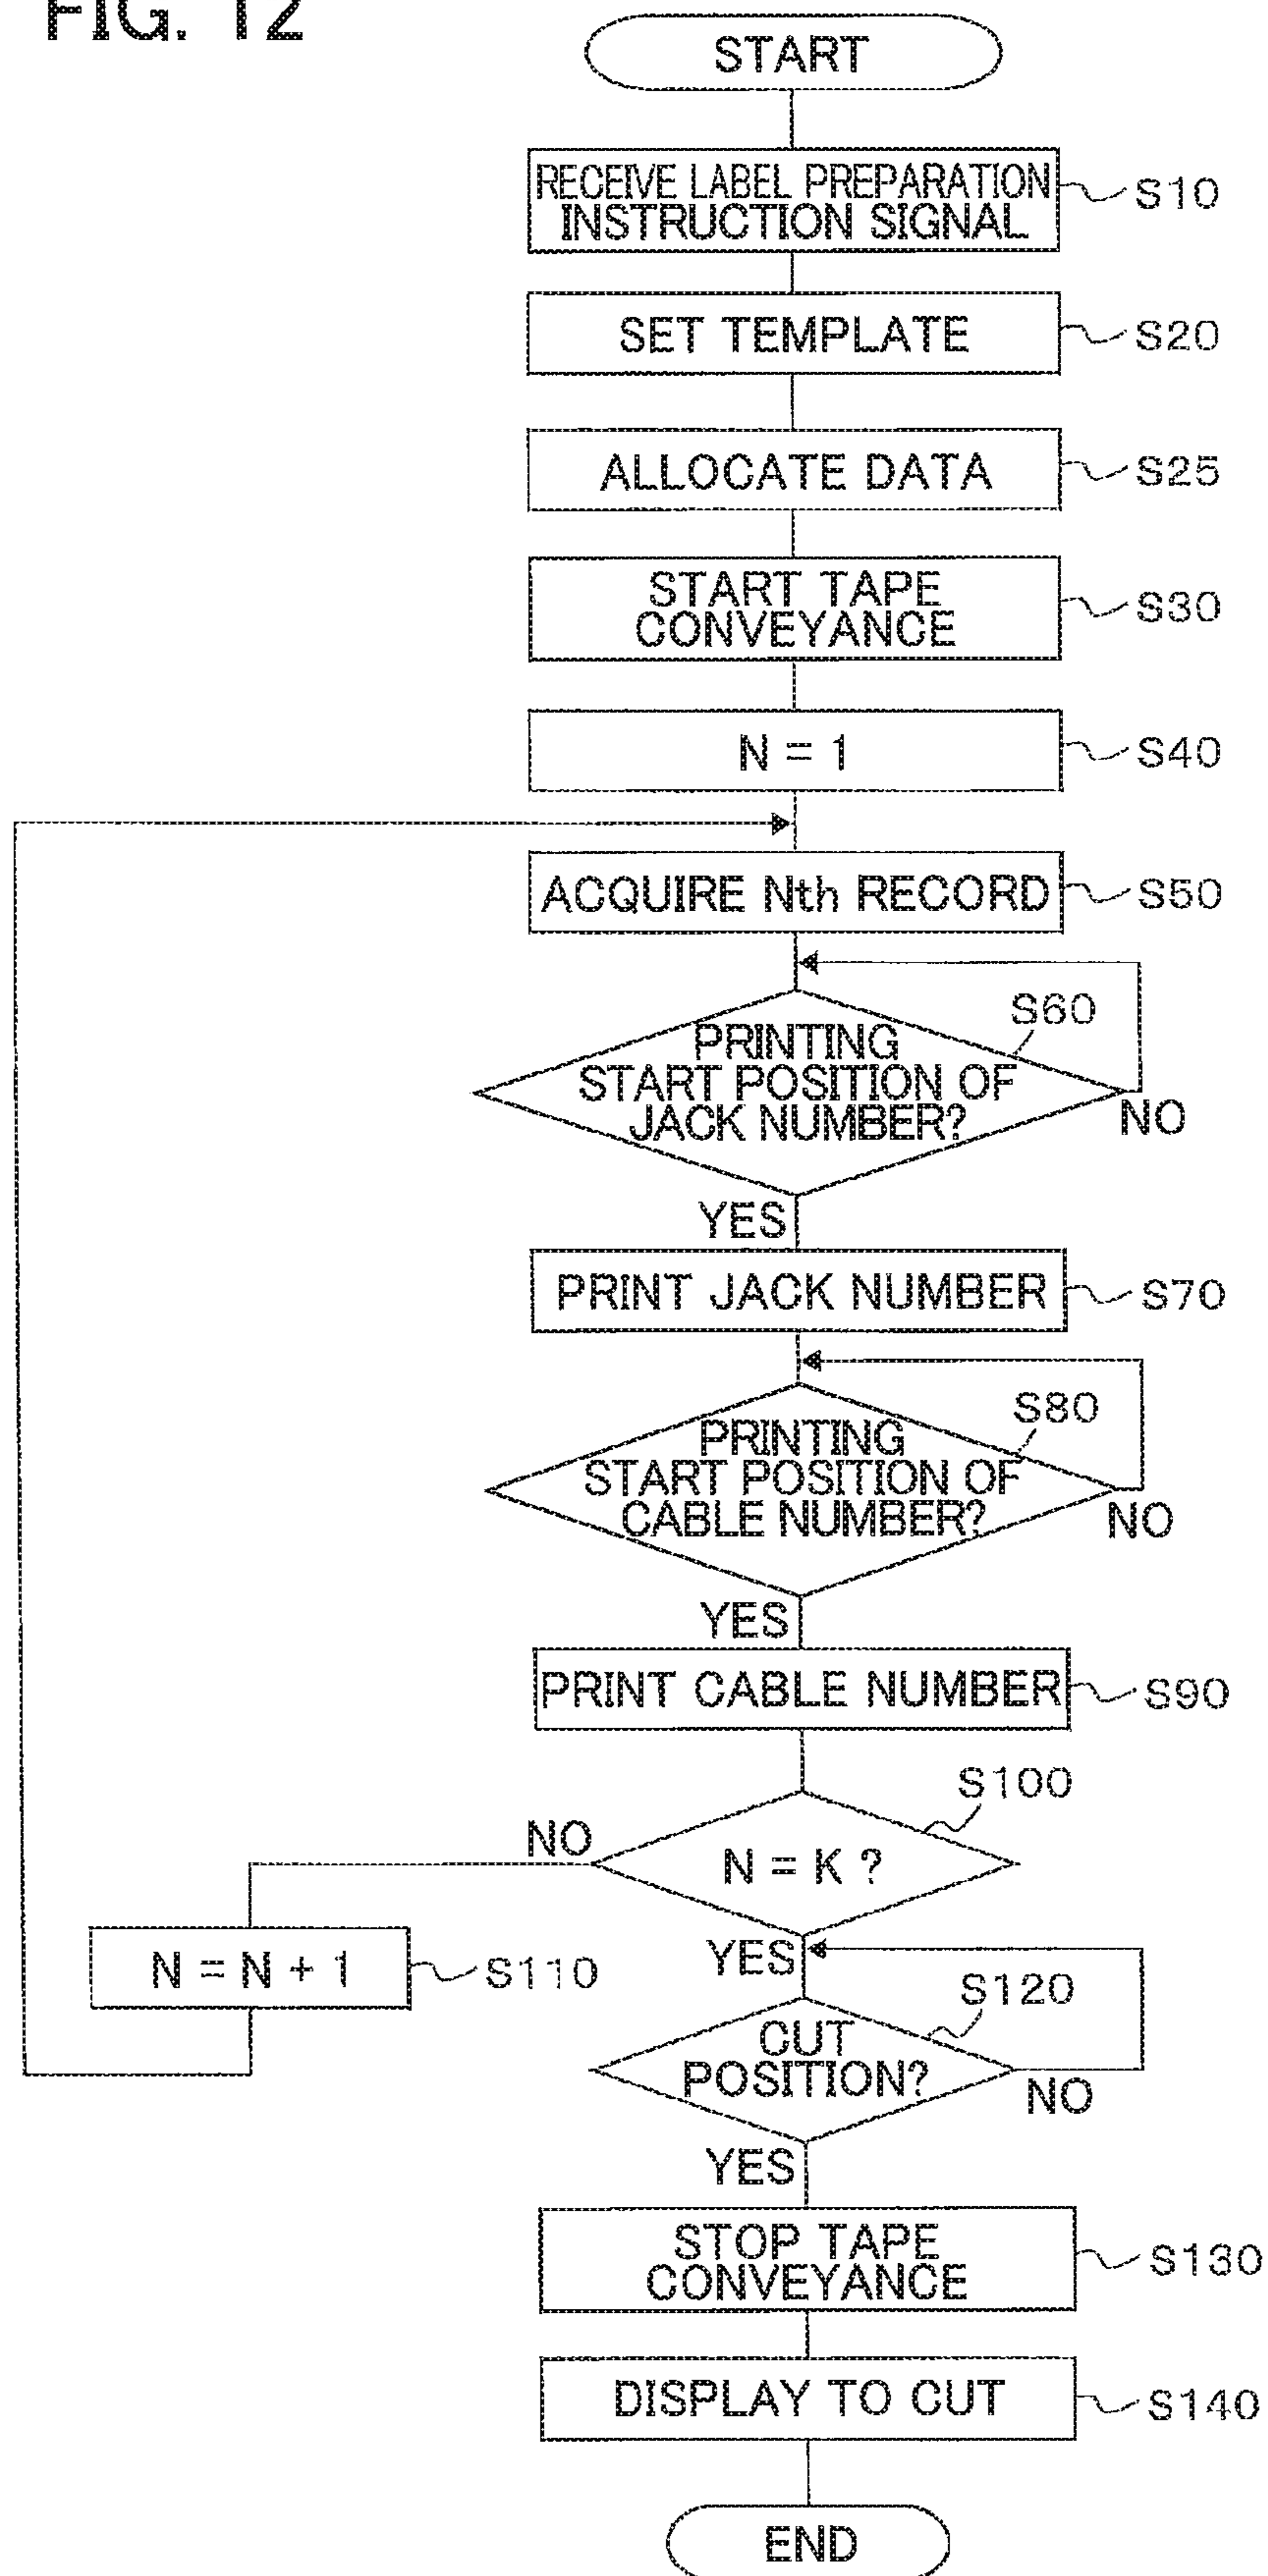 FIG. 12
START
RECEIVE LABEL PREPARATION
INSTRUCTION SIGNAL
S10
SET TEMPLATE
S20
ALLOCATE DATA
S25
START TAPE
CONVEYANCE
S30
N = 1
S40
ACQUIRE Nth RECORD
S50
S60
PRINTING
START POSITION OF
JACK NUMBER?
NO
YES
PRINT JACK NUMBER
S70
S80
PRINTING
START POSITION OF
CABLE NUMBER?
NO
YES
PRINT CABLE NUMBER
S90
S100
NO
N = K ?
N = N + 1
S110
YES
S120
CUT
POSITION?
NO
YES
STOP TAPE
CONVEYANCE
S130
DISPLAY TO CUT
S140
END